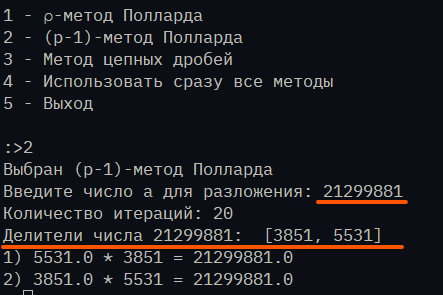 1 - ρ-метод Полларда
2 - (p-1)-метод Полларда
3 - Метод цепных дробей
4 - Использовать сразу все методы
5 - Выход
:>2
Выбран (p-1)-метод Полларда
Введите число a для разложения: 21299881
Количество итераций: 20
Делители числа 21299881:  [3851, 5531]
1) 5531.0 * 3851 = 21299881.0
2) 3851.0 * 5531 = 21299881.0